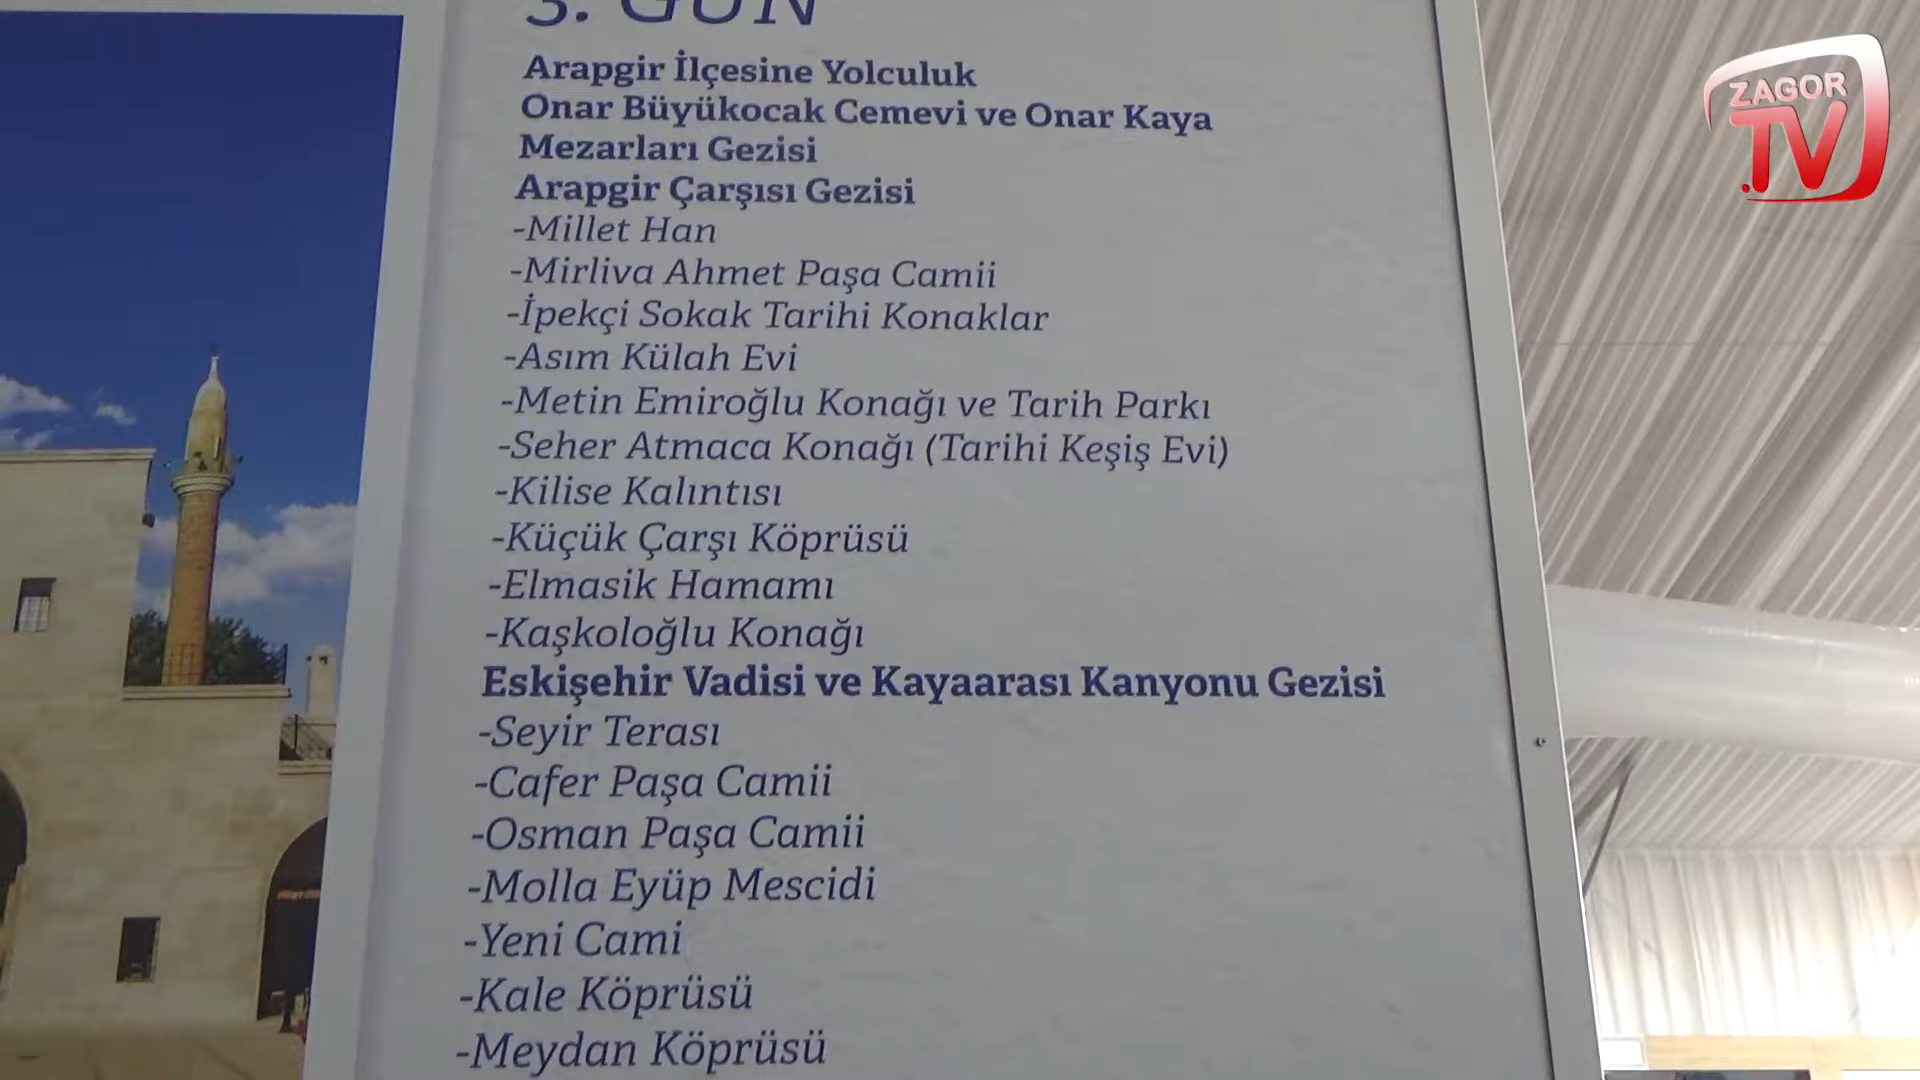 3. GÜN
Arapgir İlçesine Yolculuk
Onar Büyükocak Cemevi ve Onar Kaya
Mezarları Gezisi
Arapgir Çarşısı Gezisi
-Millet Han
-Mirliva Ahmet Paşa Camii
-İpekçi Sokak Tarihi Konaklar
-Asım Külah Evi
-Metin Emiroğlu Konağı ve Tarih Parkı
-Seher Atmaca Konağı (Tarihi Keşiş Evi)
-Kilise Kalıntısı
-Küçük Çarşı Köprüsü
-Elmasik Hamamı
-Kaşkoloğlu Konağı
Eskişehir Vadisi ve Kayaarası Kanyonu Gezisi
-Seyir Terası
-Cafer Paşa Camii
-Osman Paşa Camii
-Molla Eyüp Mescidi
-Yeni Cami
-Kale Köprüsü
-Meydan Köprüsü
ZAGOR
.TV